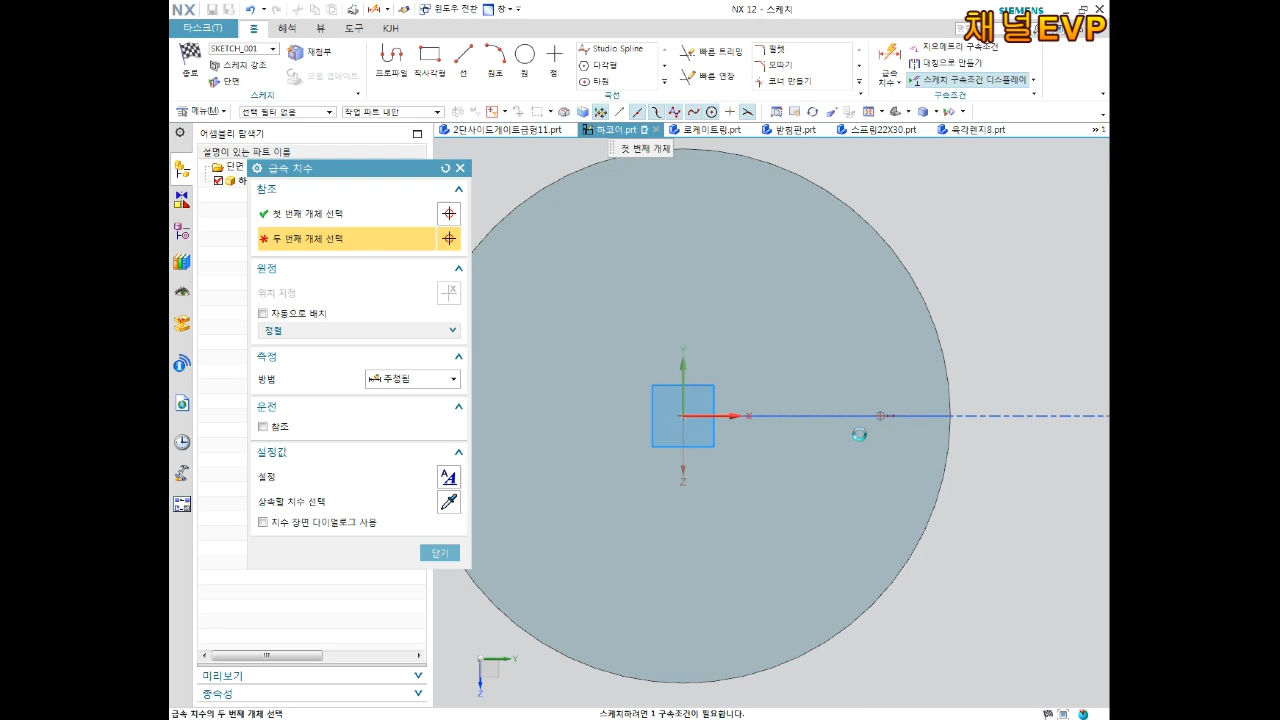 NX
윈도우 전환
창
NX 12 - 스케치
SIEMENS
채널EVP
타스크(T)
홈
해석
뷰
도구
KJH
종료
SKETCH_001
스케치 강조
단면
재접부
모델 업데이트
스케치
프로파일
직사각형
선
원호
원
점
Studio Spline
다각형
타원
곡선
빠른 트리밍
빠른 연장
필렛
모따기
코너 만들기
급속
치수
지오메트리 구속조건
대칭으로 만들기
스케치 구속조건 디스플레이
구속조건
메뉴(M)
선택 필터 없음
작업 파트 내만
어셈블리 탐색기
2단사이드게이트금형11.prt
하코어.prt
로케이트링.prt
받침판.prt
스프링22X30.prt
육각렌지8.prt
1
첫 번째 개체
설명이 있는 파트 이름
단면
하
급속 치수
참조
첫 번째 개체 선택
두 번째 개체 선택
원점
위치 지정
자동으로 배치
정렬
측정
방법
추정됨
운전
참조
설정값
설정
상속할 치수 선택
치수 장면 다이얼로그 사용
닫기
Y
X
Z
Y
Z
미리보기
종속성
급속 치수의 두 번째 개체 선택
스케치하려면 1 구속조건이 필요합니다.